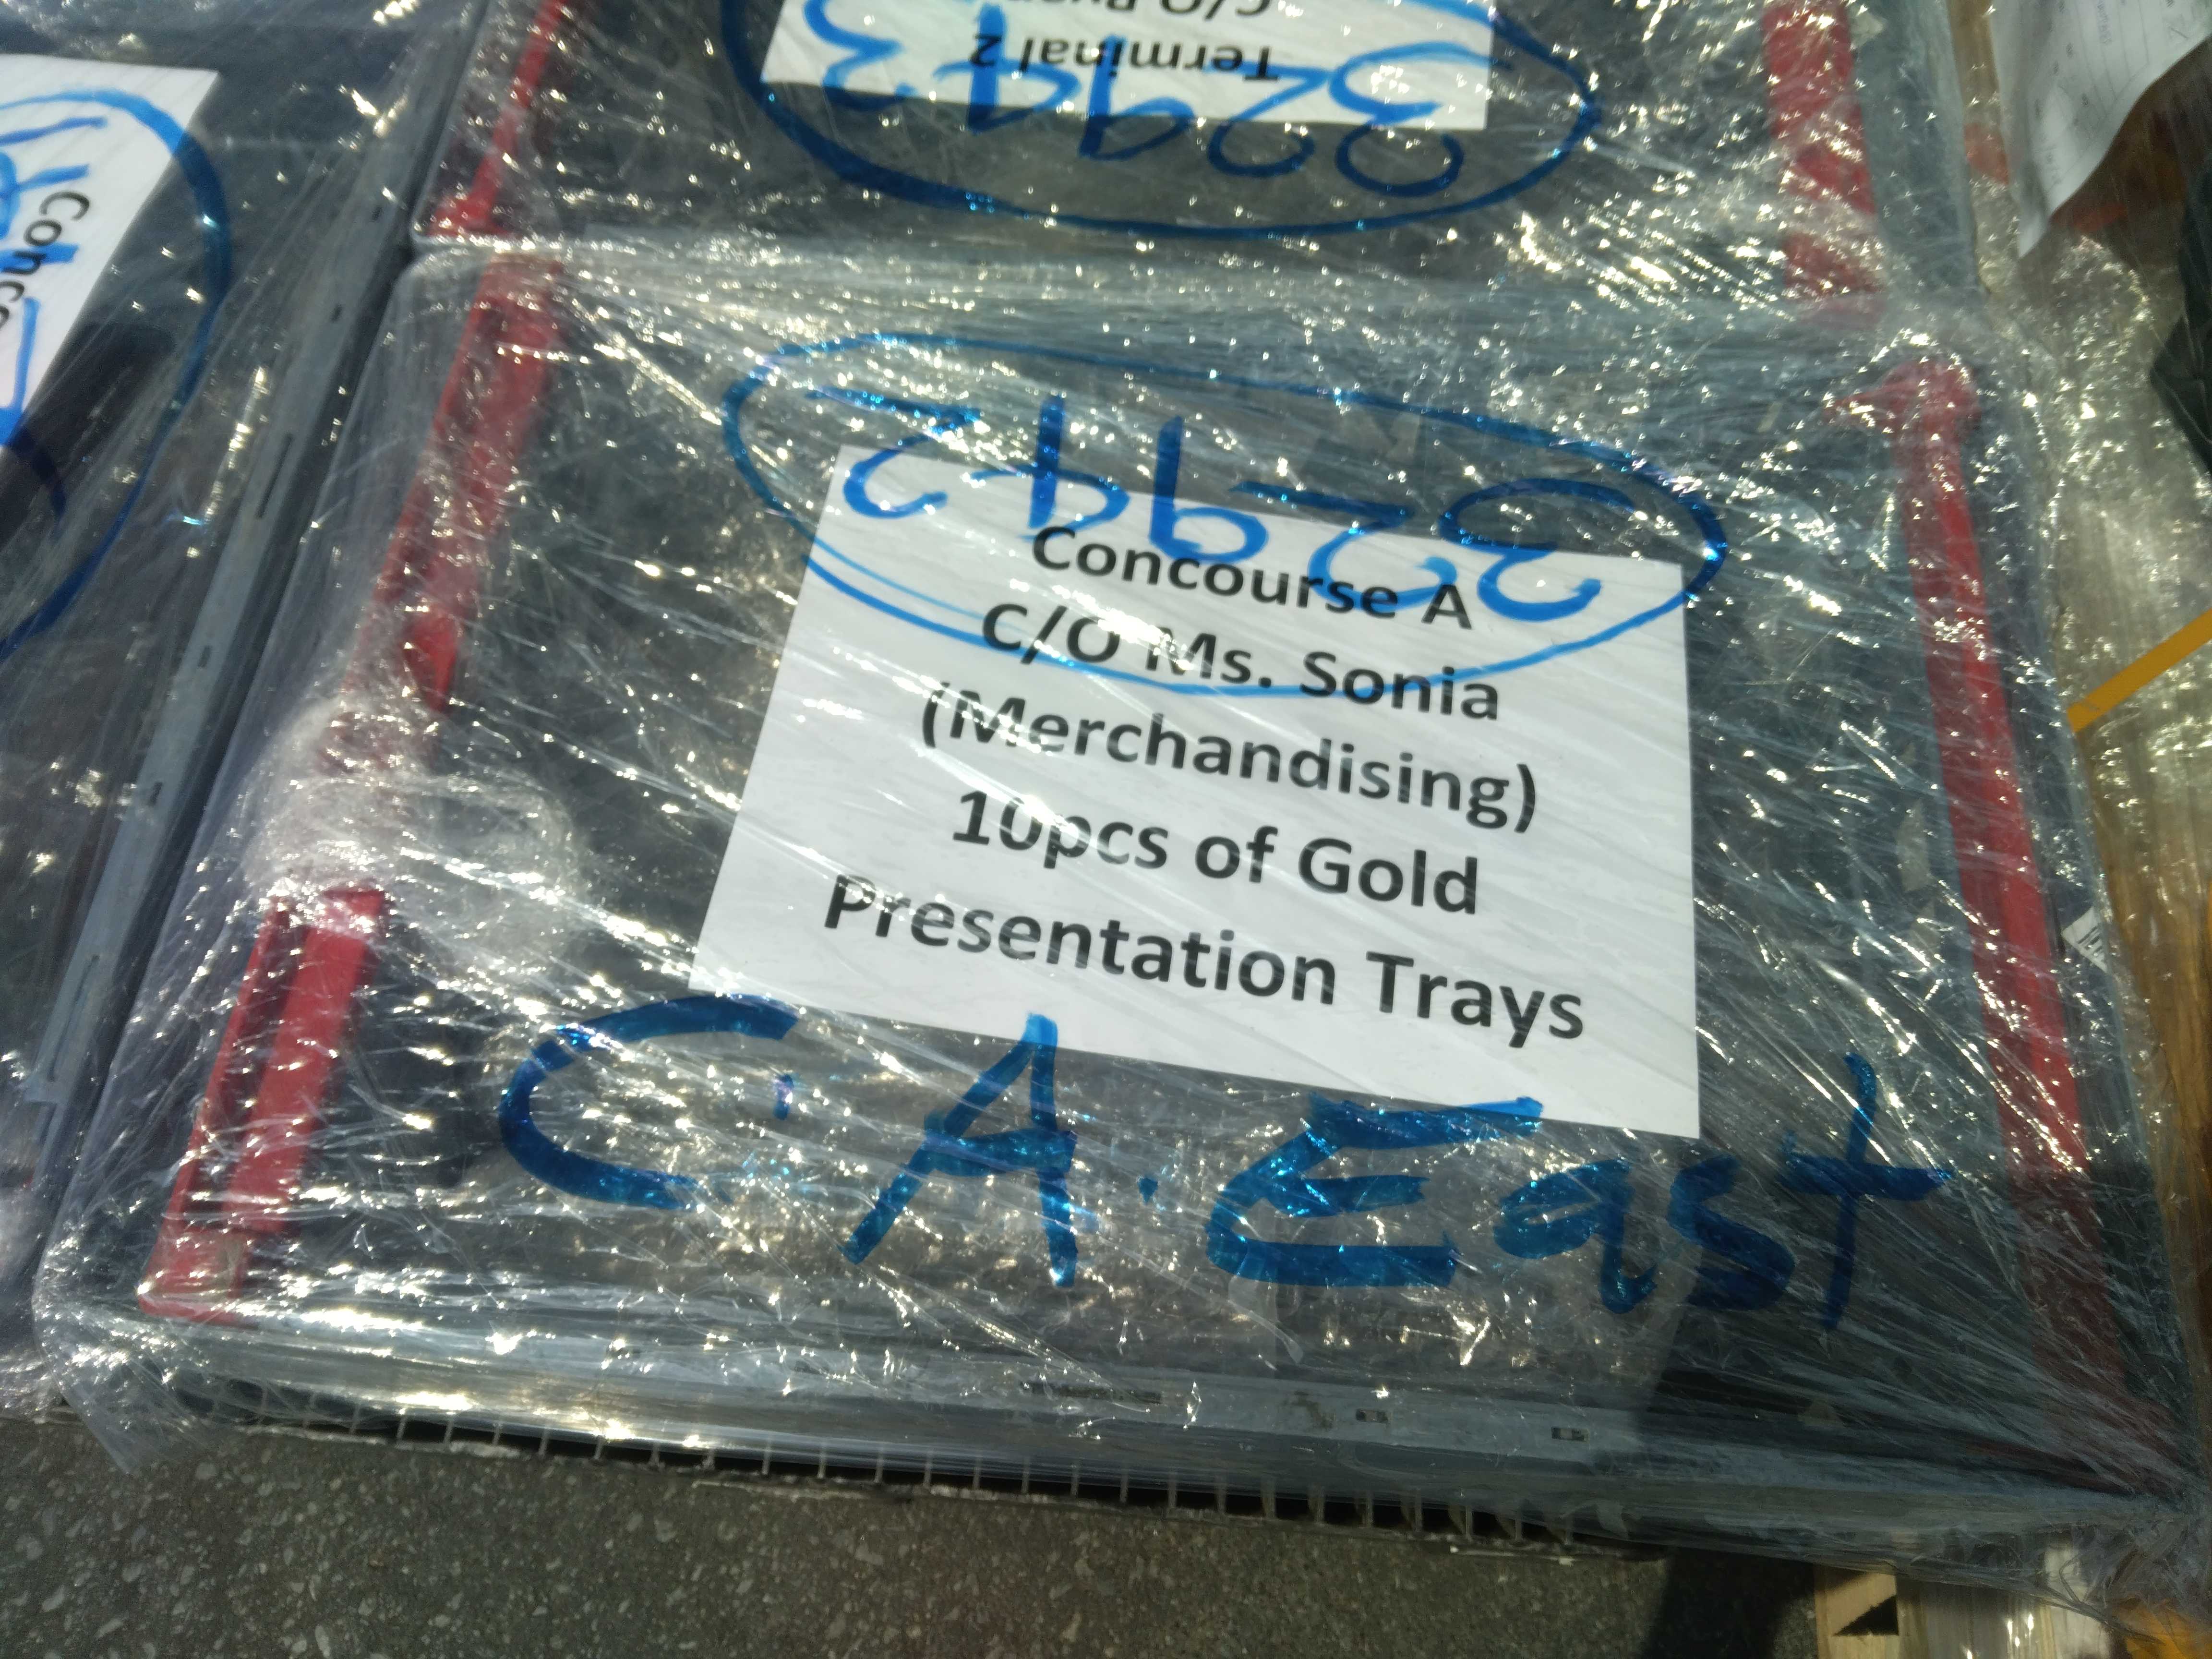 Terminal 2
32943
32942
Concourse A
C/O Ms. Sonia
(Merchandising)
10pcs of Gold
Presentation Trays
C.A.East